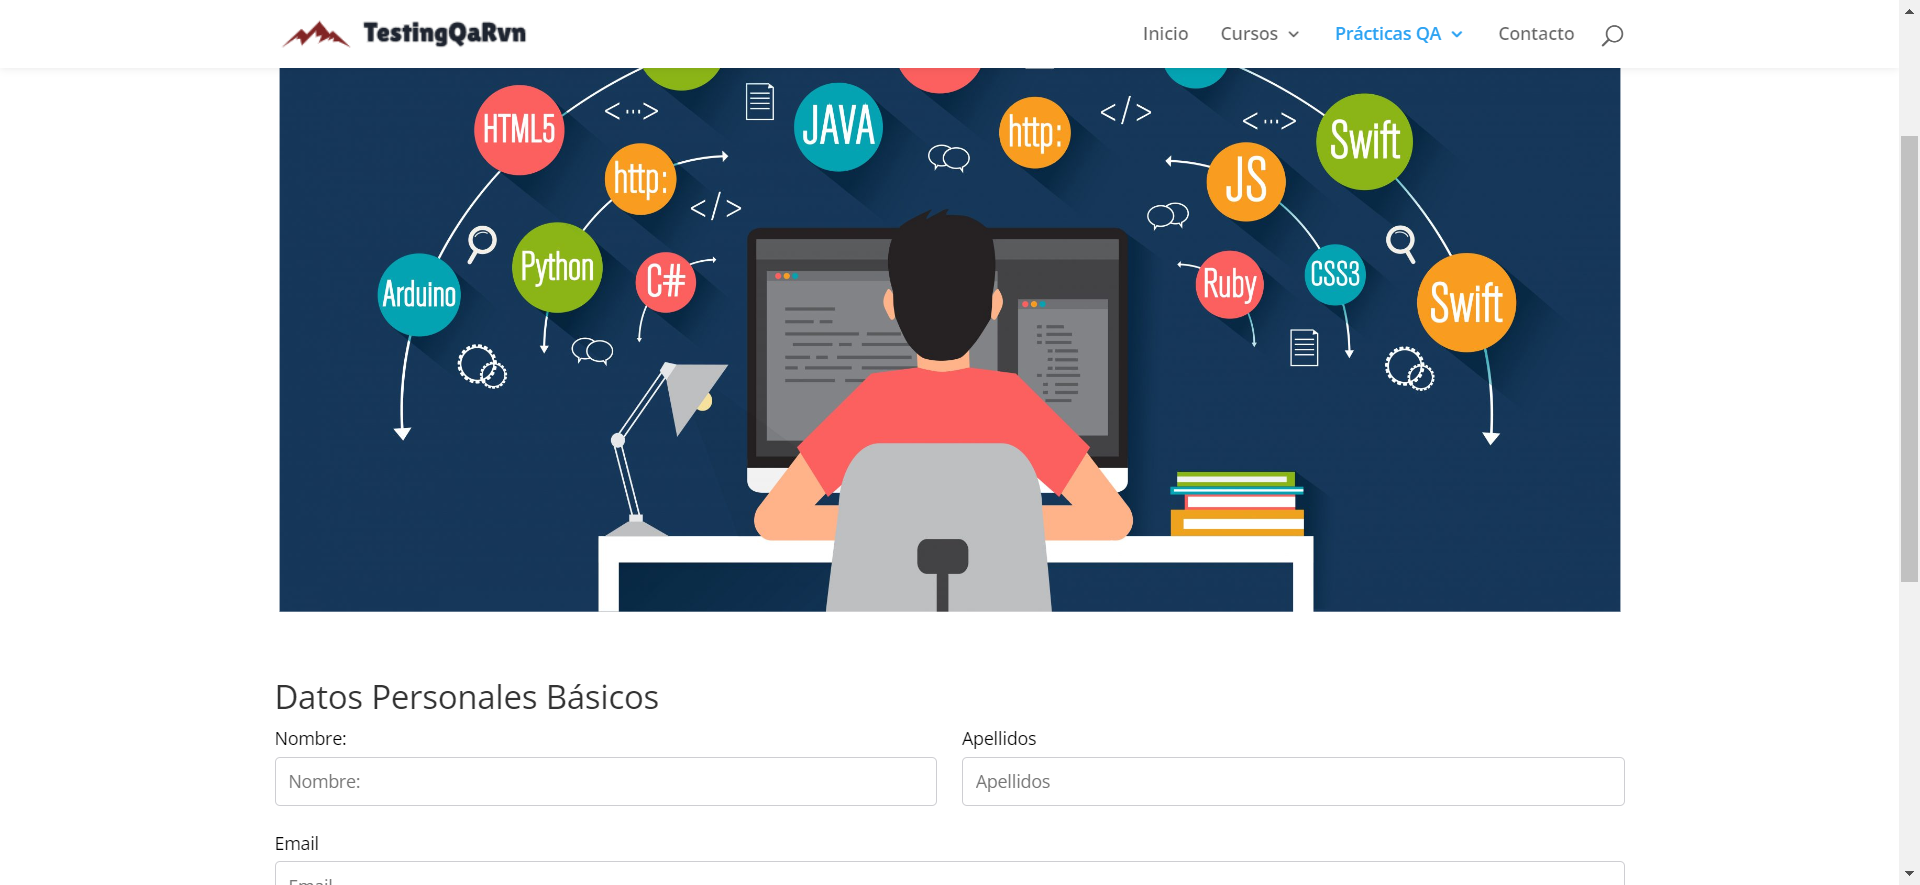 TestingQaRvn
Inicio Cursos Prácticas QA Contacto
HTML5 <···> JAVA http: </> <···> Swift
http: JS
</>
Arduino Python C# Ruby CSS3 Swift
Datos Personales Básicos
Nombre: Apellidos
Nombre: Apellidos
Email
Email